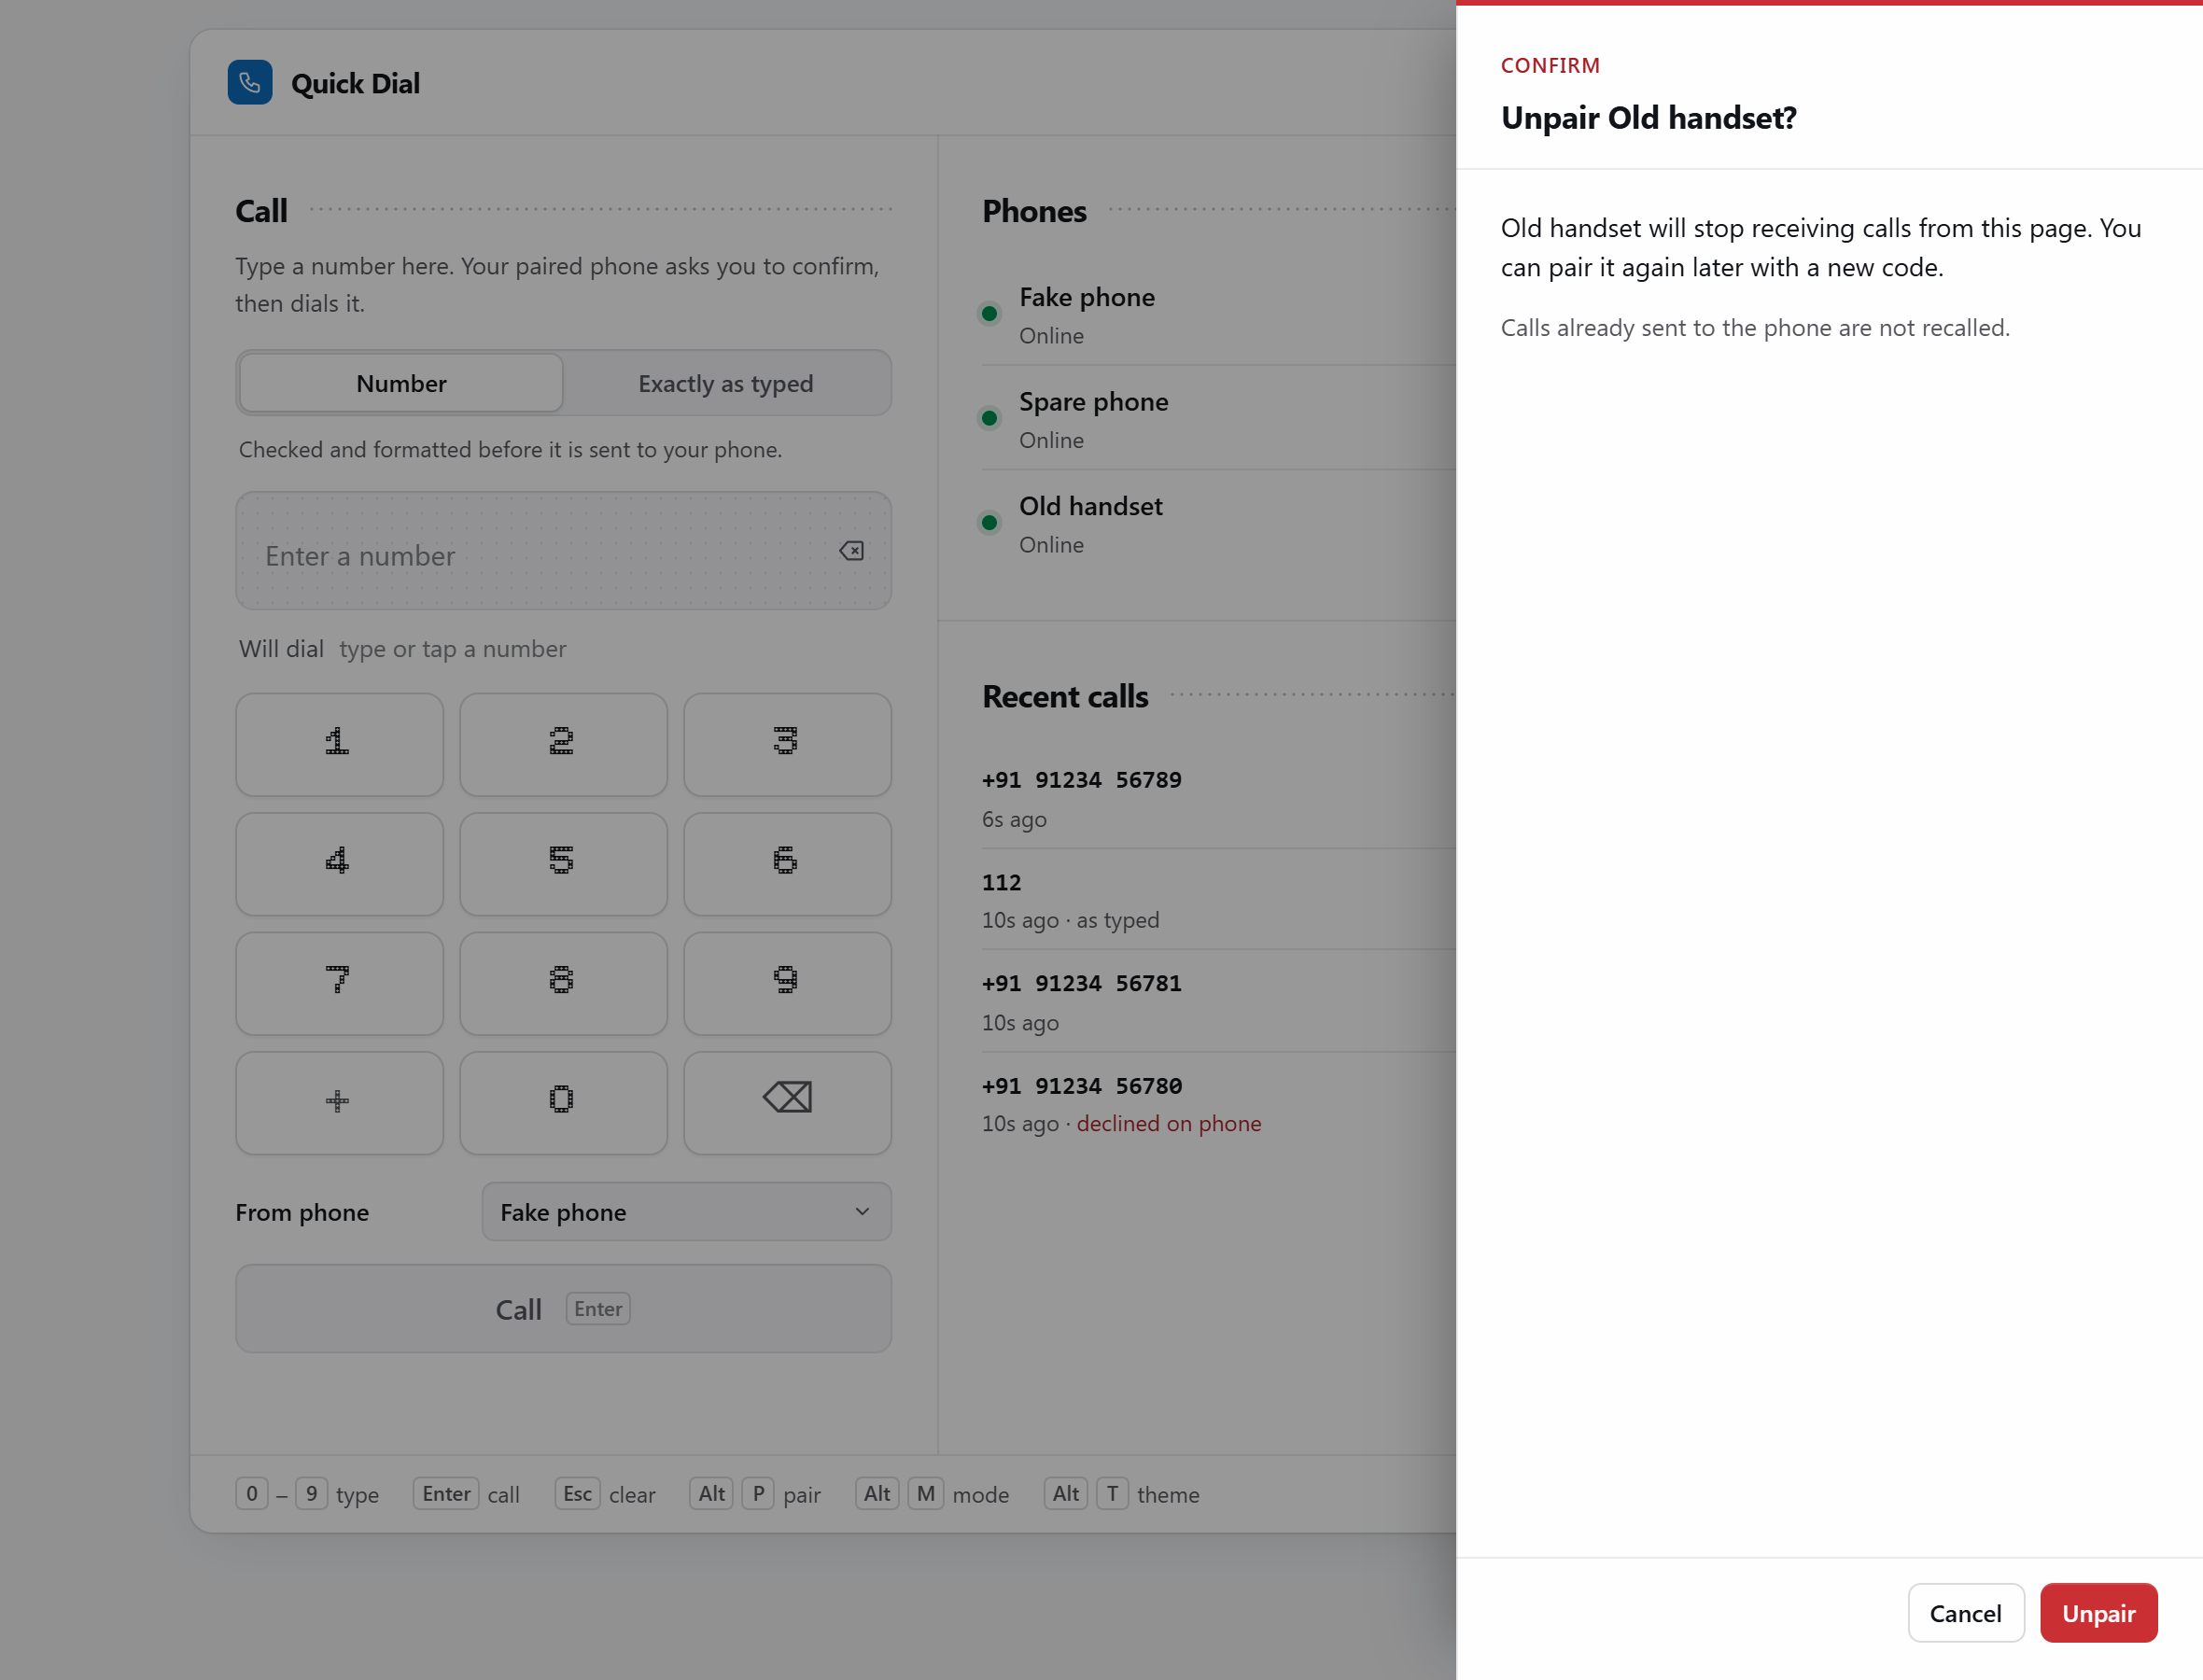 Quick Dial
Call
Type a number here. Your paired phone asks you to confirm,
then dials it.
Number
Exactly as typed
Checked and formatted before it is sent to your phone.
Enter a number
Will dial type or tap a number
1 2 3
4 5 6
7 8 9
+ 0
From phone
Fake phone
Call Enter
Phones
Fake phone
Online
Spare phone
Online
Old handset
Online
Recent calls
+91 91234 56789
6s ago
112
10s ago · as typed
+91 91234 56781
10s ago
+91 91234 56780
10s ago · declined on phone
0 – 9 type Enter call Esc clear Alt P pair Alt M mode Alt T theme
CONFIRM
Unpair Old handset?
Old handset will stop receiving calls from this page. You
can pair it again later with a new code.
Calls already sent to the phone are not recalled.
Cancel
Unpair